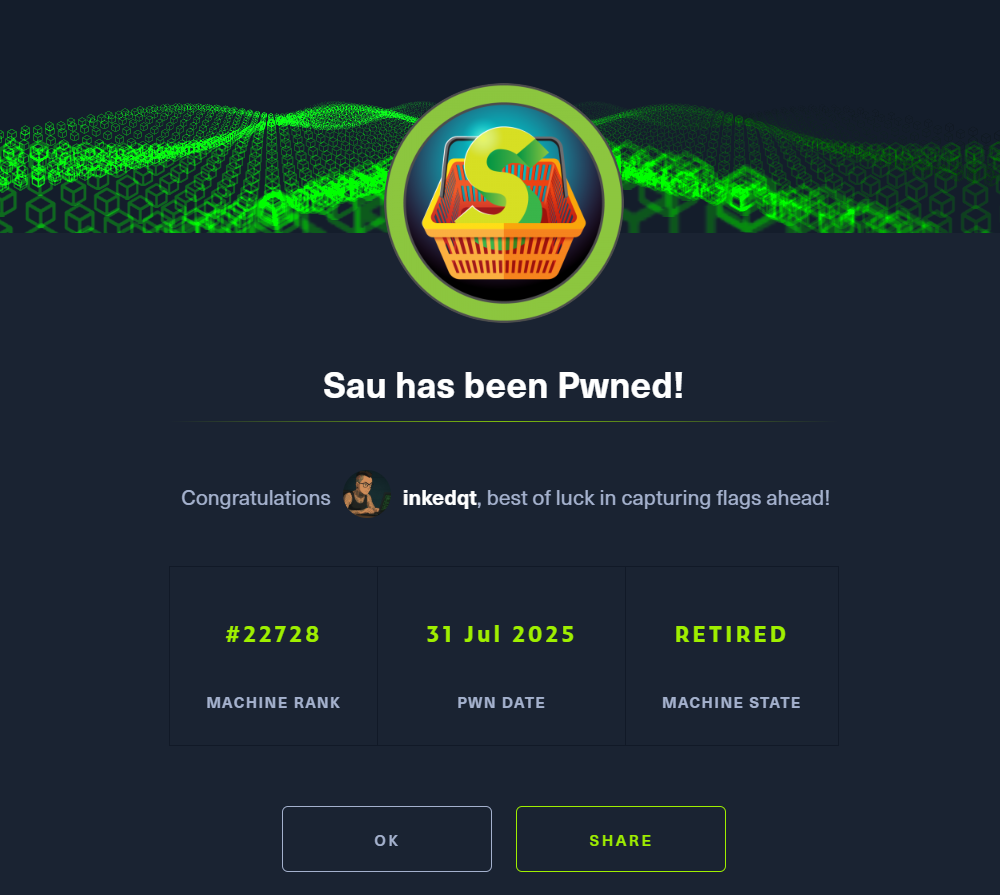 Sau has been Pwned!
Congratulations inkedqt, best of luck in capturing flags ahead!
#22728 31 Jul 2025 RETIRED
MACHINE RANK PWN DATE MACHINE STATE
OK SHARE